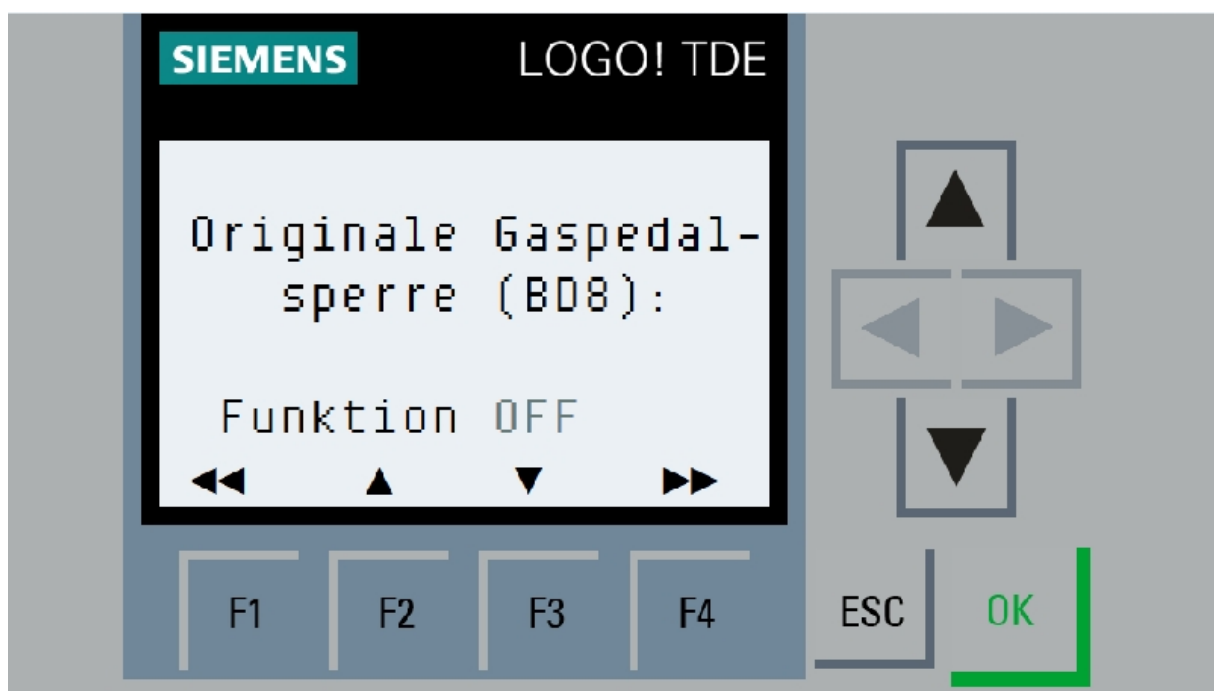 SIEMENS LOGO! TDE
Originale Gaspedal-
sperre (BD8):
Funktion OFF
F1 F2 F3 F4 ESC OK